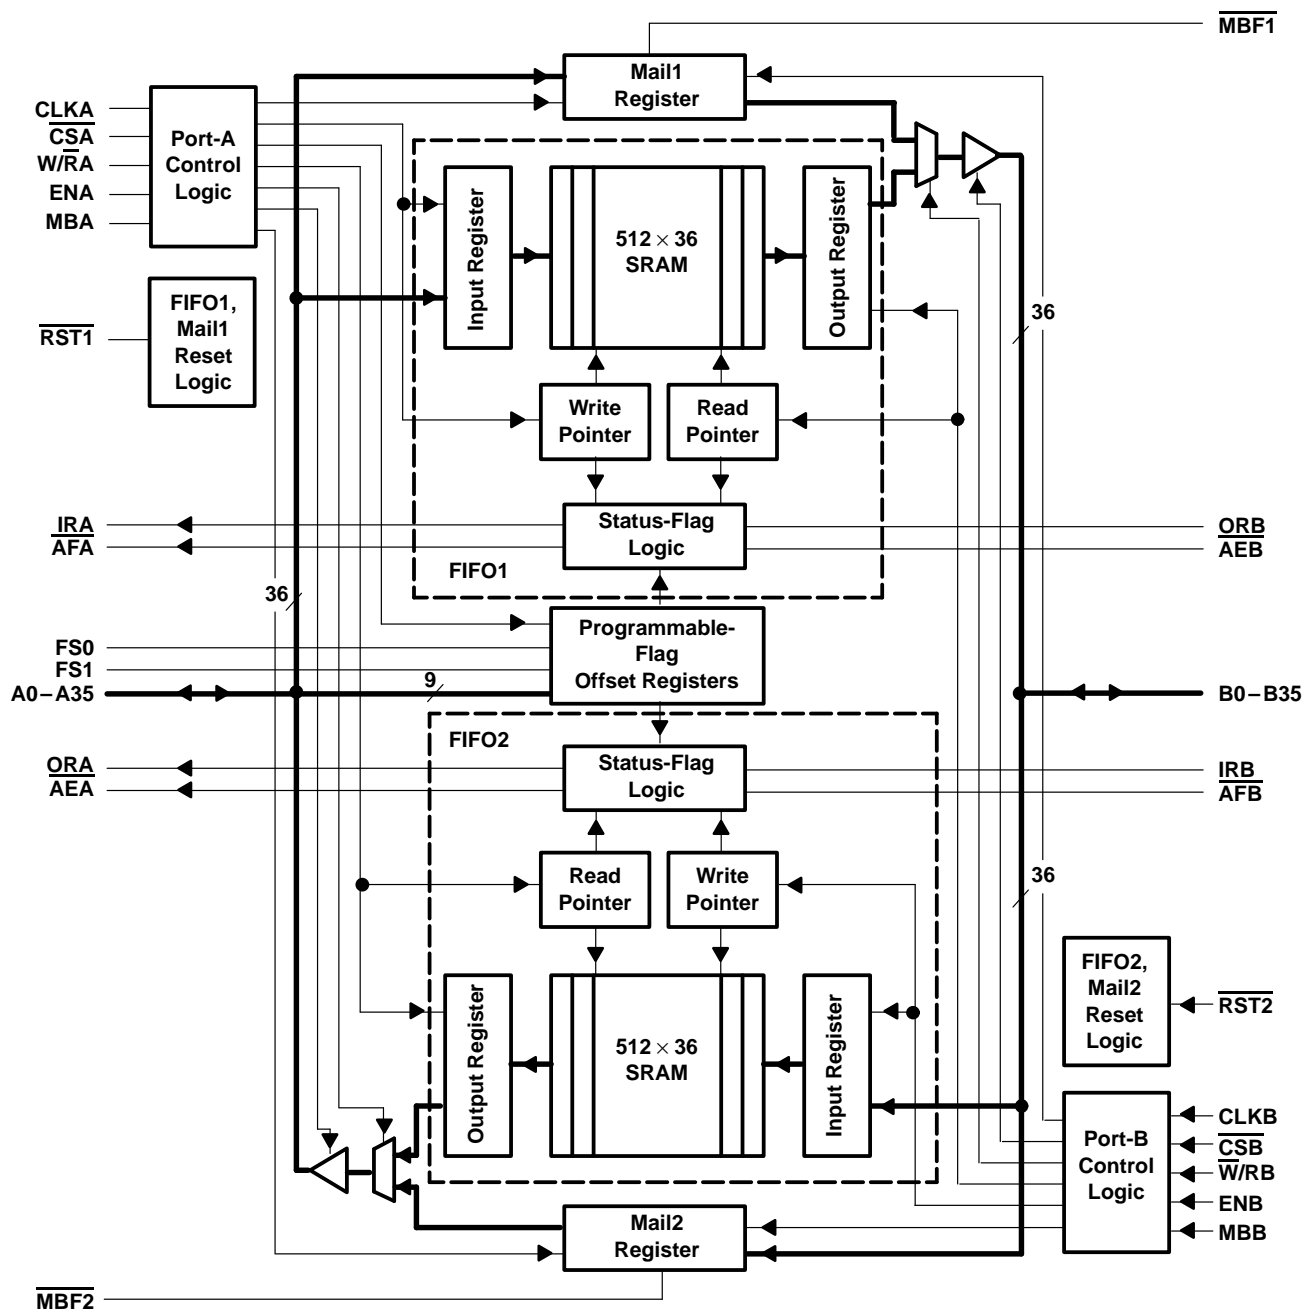 MBF1
Mail1
Register
CLKA
CSA
W/RA
ENA
MBA
Port-A
Control
Logic
Input Register
512 × 36
SRAM
Output Register
RST1
FIFO1,
Mail1
Reset
Logic
36
Write
Pointer
Read
Pointer
IRA
AFA
Status-Flag
Logic
ORB
AEB
FIFO1
36
Programmable-
Flag
Offset Registers
FS0
FS1
A0–A35
9
B0–B35
FIFO2
ORA
AEA
Status-Flag
Logic
IRB
AFB
Read
Pointer
Write
Pointer
36
FIFO2,
Mail2
Reset
Logic
RST2
Output Register
512 × 36
SRAM
Input Register
Port-B
Control
Logic
CLKB
CSB
W/RB
ENB
MBB
Mail2
Register
MBF2